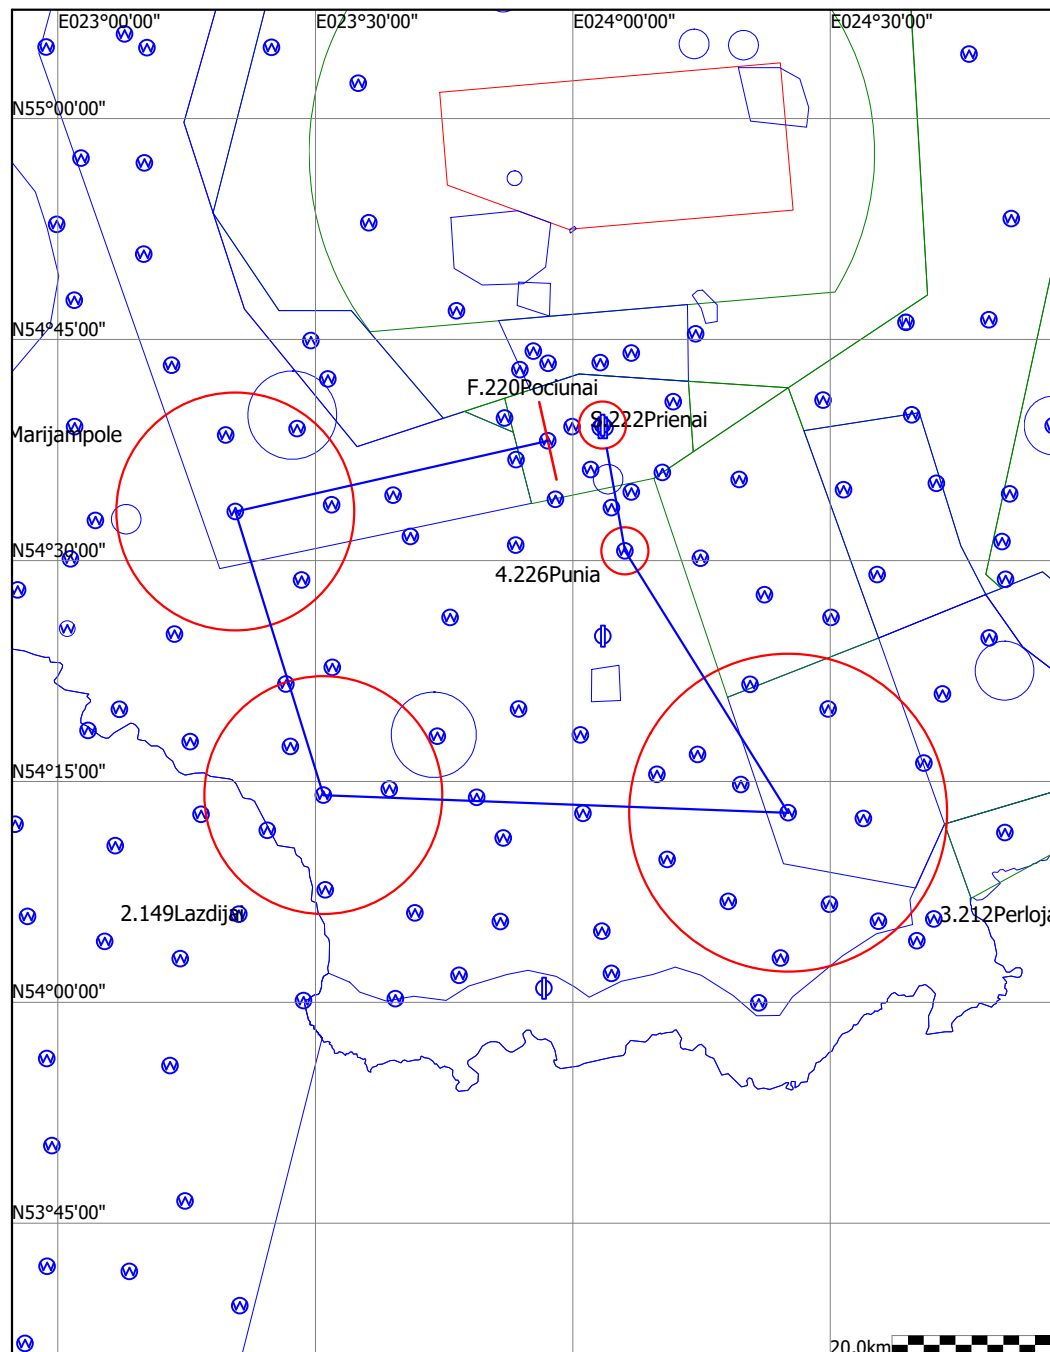 E023°00'00" E023°30'00" E024°00'00" E024°30'00"
N55°00'00"
N54°45'00"
F.220Pociunai
S.222Prienai
Marijampole
N54°30'00"
4.226Punia
N54°15'00"
2.149Lazdijai
3.212Perloja
N54°00'00"
N53°45'00"
20.0km